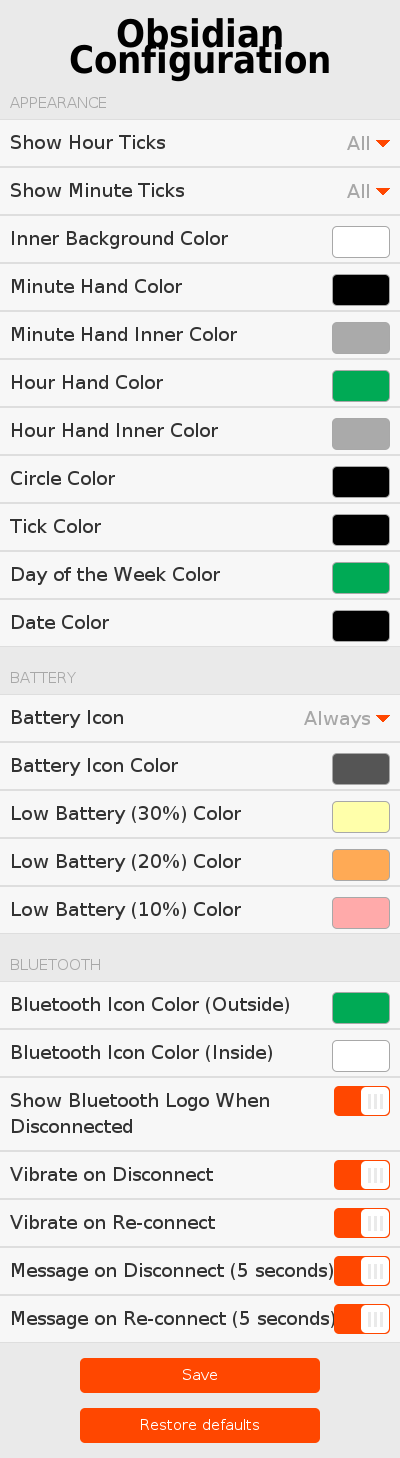 Obsidian
Configuration
APPEARANCE
Show Hour Ticks All
Show Minute Ticks All
Inner Background Color
Minute Hand Color
Minute Hand Inner Color
Hour Hand Color
Hour Hand Inner Color
Circle Color
Tick Color
Day of the Week Color
Date Color
BATTERY
Battery Icon Always
Battery Icon Color
Low Battery (30%) Color
Low Battery (20%) Color
Low Battery (10%) Color
BLUETOOTH
Bluetooth Icon Color (Outside)
Bluetooth Icon Color (Inside)
Show Bluetooth Logo When
Disconnected
Vibrate on Disconnect
Vibrate on Re-connect
Message on Disconnect (5 seconds)
Message on Re-connect (5 seconds)
Save
Restore defaults